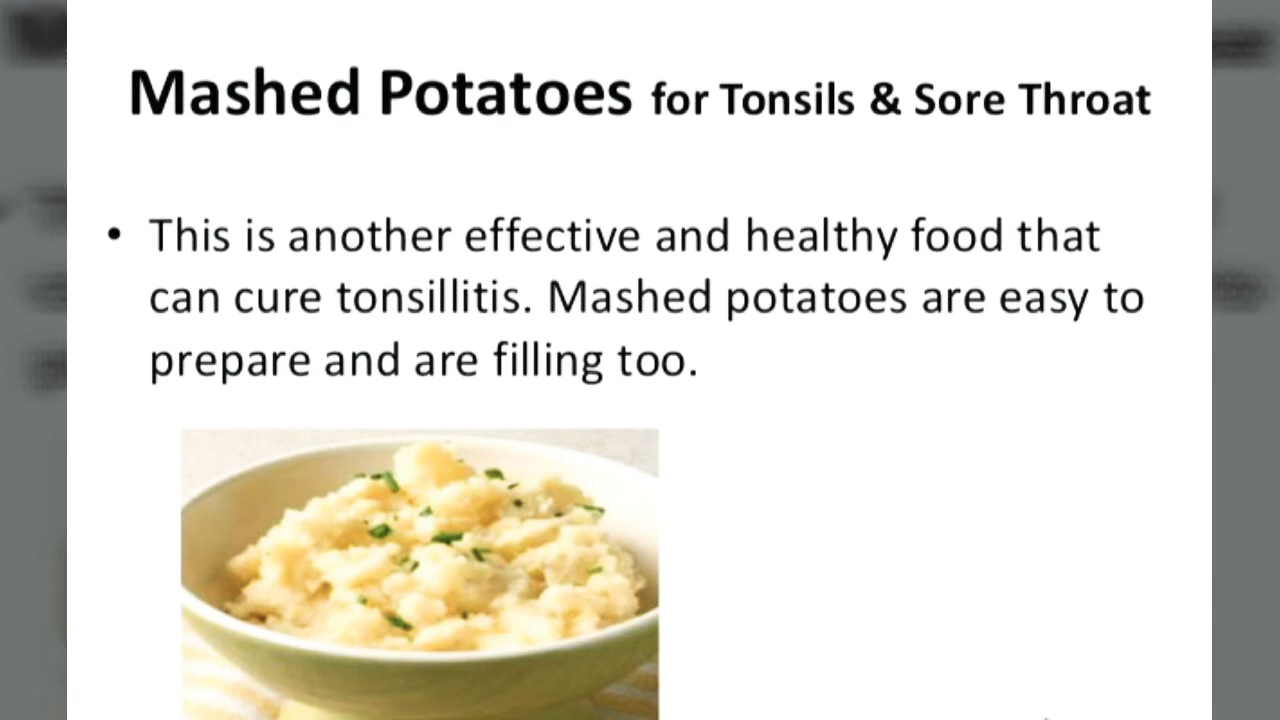 Mashed Potatoes for Tonsils & Sore Throat
• This is another effective and healthy food that
can cure tonsillitis. Mashed potatoes are easy to
prepare and are filling too.